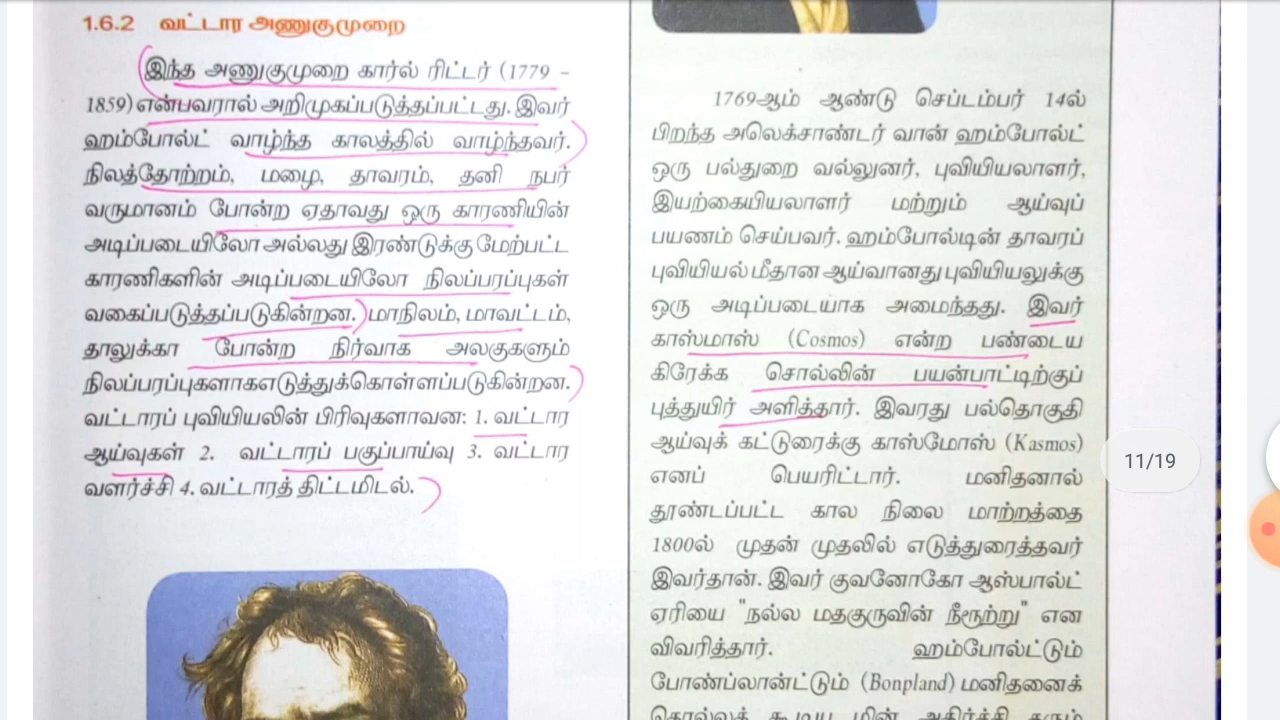 1.6.2 வட்டார அணுகுமுறை
இந்த அணுகுமுறை கார்ல் ரிட்டர் (1779 –
1859) என்பவரால் அறிமுகப்படுத்தப்பட்டது. இவர்
ஹம்போல்ட் வாழ்ந்த காலத்தில் வாழ்ந்தவர்.
நிலத்தோற்றம், மழை, தாவரம், தனி நபர்
வருமானம் போன்ற ஏதாவது ஒரு காரணியின்
அடிப்படையிலோ அல்லது இரண்டுக்கு மேற்பட்ட
காரணிகளின் அடிப்படையிலோ நிலப்பரப்புகள்
வகைப்படுத்தப்படுகின்றன. மாநிலம், மாவட்டம்,
தாலுக்கா போன்ற நிர்வாக அலகுகளும்
நிலப்பரப்புகளாகஎடுத்துக்கொள்ளப்படுகின்றன.
வட்டாரப் புவியியலின் பிரிவுகளாவன: 1. வட்டார
ஆய்வுகள் 2. வட்டாரப் பகுப்பாய்வு 3. வட்டார
வளர்ச்சி 4. வட்டாரத் திட்டமிடல்.
1769ஆம் ஆண்டு செப்டம்பர் 14ல்
பிறந்த அலெக்சாண்டர் வான் ஹம்போல்ட்
ஒரு பல்துறை வல்லுனர், புவியியலாளர்,
இயற்கையியலாளர் மற்றும் ஆய்வுப்
பயணம் செய்பவர். ஹம்போல்டின் தாவரப்
புவியியல் மீதான ஆய்வானது புவியியலுக்கு
ஒரு அடிப்படையாக அமைந்தது. இவர்
காஸ்மாஸ் (Cosmos) என்ற பண்டைய
கிரேக்க சொல்லின் பயன்பாட்டிற்குப்
புத்துயிர் அளித்தார். இவரது பல்தொகுதி
ஆய்வுக் கட்டுரைக்கு காஸ்மோஸ் (Kasmos)
எனப் பெயரிட்டார். மனிதனால்
தூண்டப்பட்ட கால நிலை மாற்றத்தை
1800ல் முதன் முதலில் எடுத்துரைத்தவர்
இவர்தான். இவர் குவனோகோ ஆஸ்பால்ட்
ஏரியை "நல்ல மதகுருவின் நீரூற்று" என
விவரித்தார். ஹம்போல்ட்டும்
போண்ப்லான்ட்டும் (Bonpland) மனிதனைக்
11/19